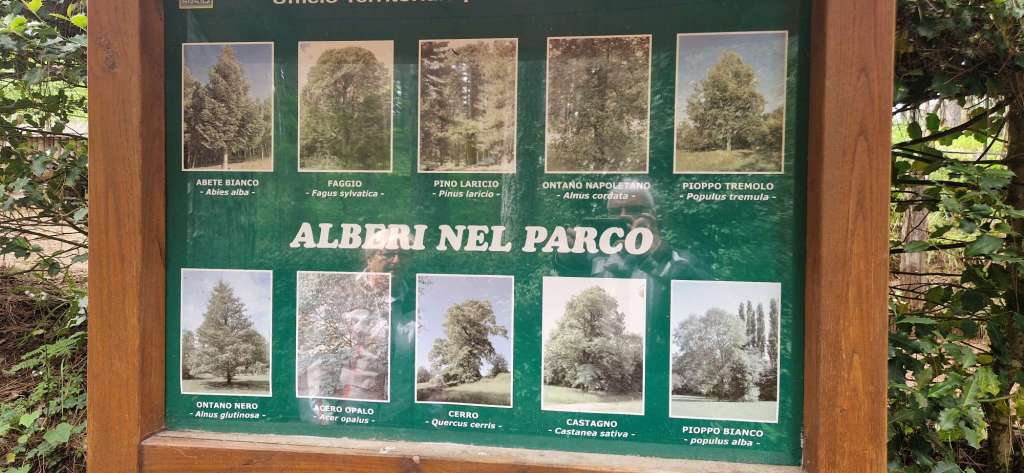 Ufficio Territoriale
ABETE BIANCO
- Abies alba -
FAGGIO
- Fagus sylvatica -
PINO LARICIO
- Pinus laricio -
ONTANO NAPOLETANO
- Alnus cordata -
PIOPPO TREMOLO
- Populus tremula -
ALBERI NEL PARCO
ONTANO NERO
- Alnus glutinosa -
ACERO OPALO
- Acer opalus -
CERRO
- Quercus cerris -
CASTAGNO
- Castanea sativa -
PIOPPO BIANCO
- populus alba -